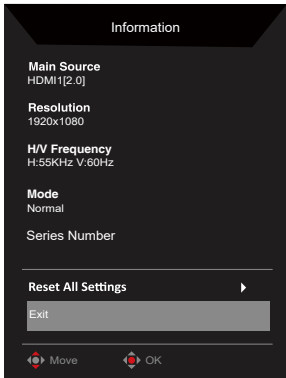 Information
Main Source
HDMI1[2.0]
Resolution
1920x1080
H/V Frequency
H:55KHz V:60Hz
Mode
Normal
Series Number
Reset All Settings
Exit
Move OK